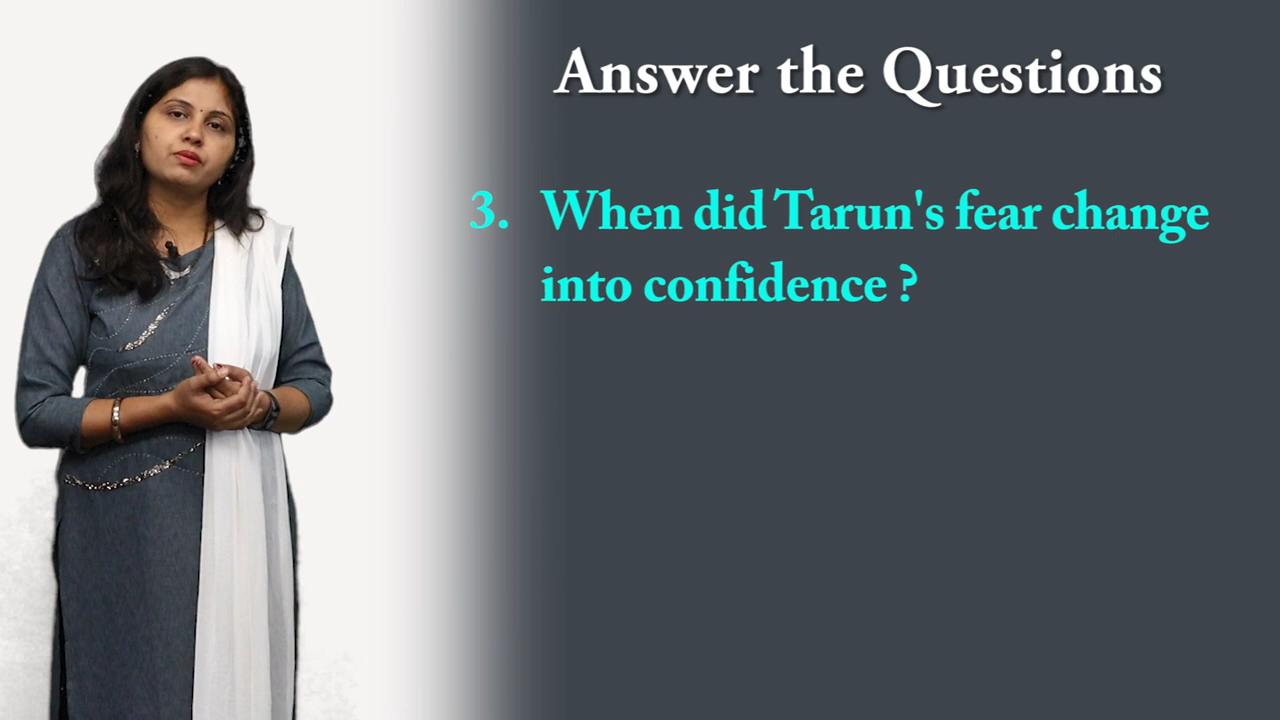 Answer the Questions
3. When did Tarun's fear change
into confidence ?